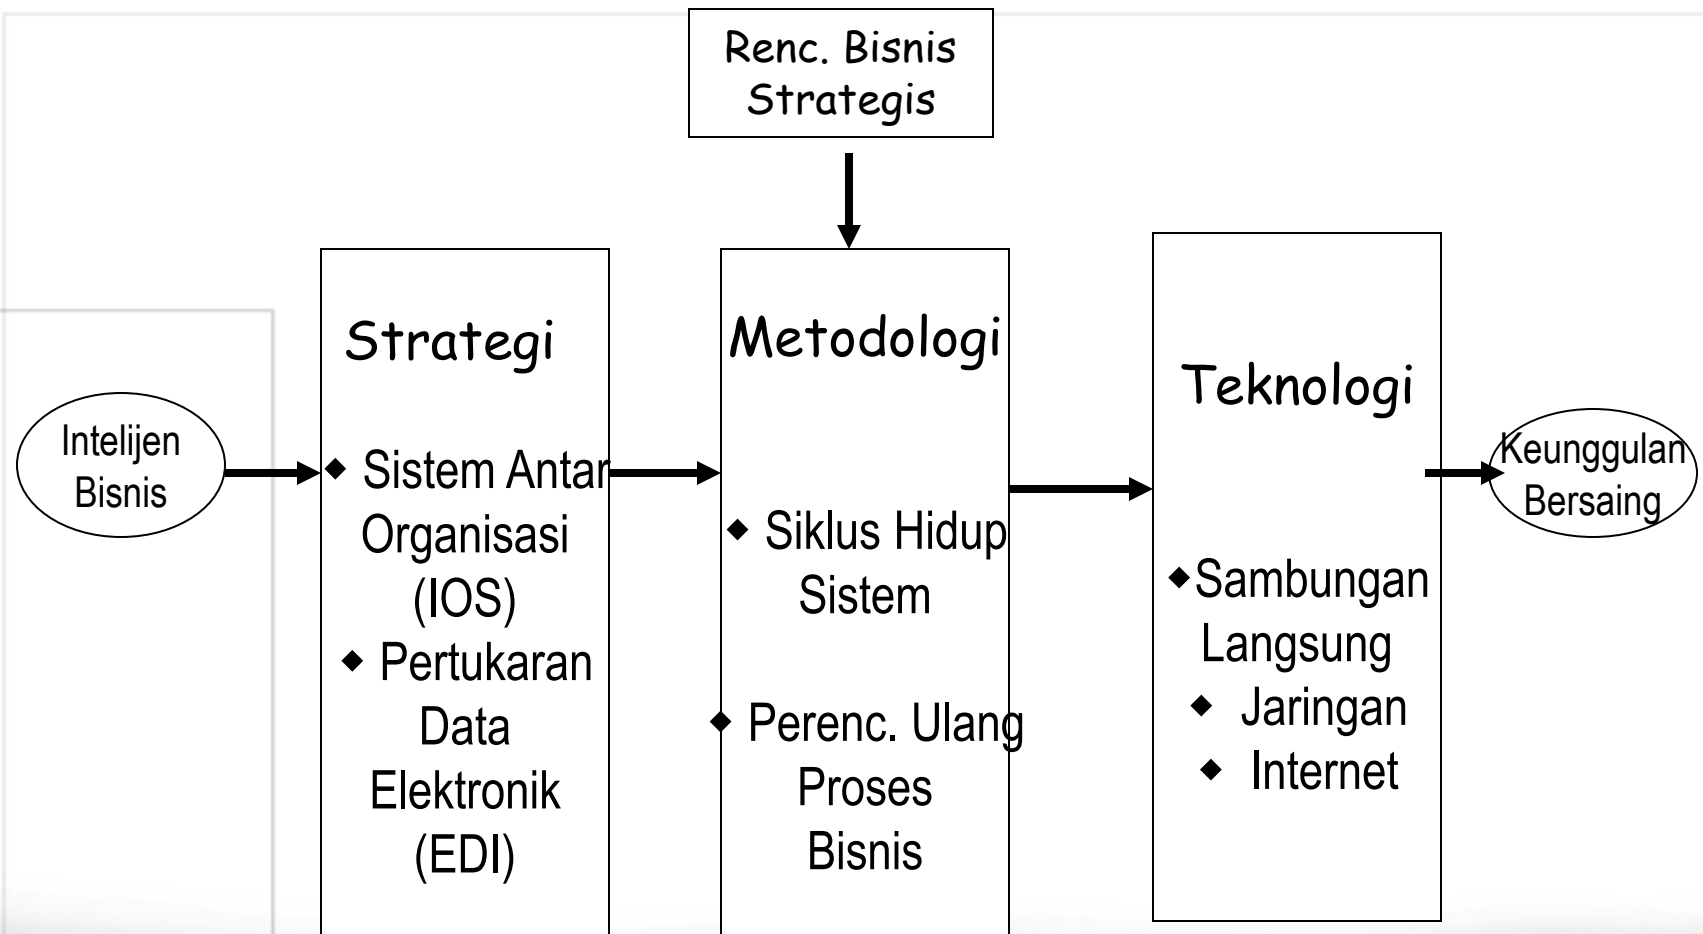 Renc. Bisnis
Strategis
Intelijen
Bisnis
Strategi
◆ Sistem Antar
Organisasi
(IOS)
◆ Pertukaran
Data
Elektronik
(EDI)
Metodologi
◆ Siklus Hidup
Sistem
◆ Perenc. Ulang
Proses
Bisnis
Teknologi
◆Sambungan
Langsung
◆ Jaringan
◆ Internet
Keunggulan
Bersaing